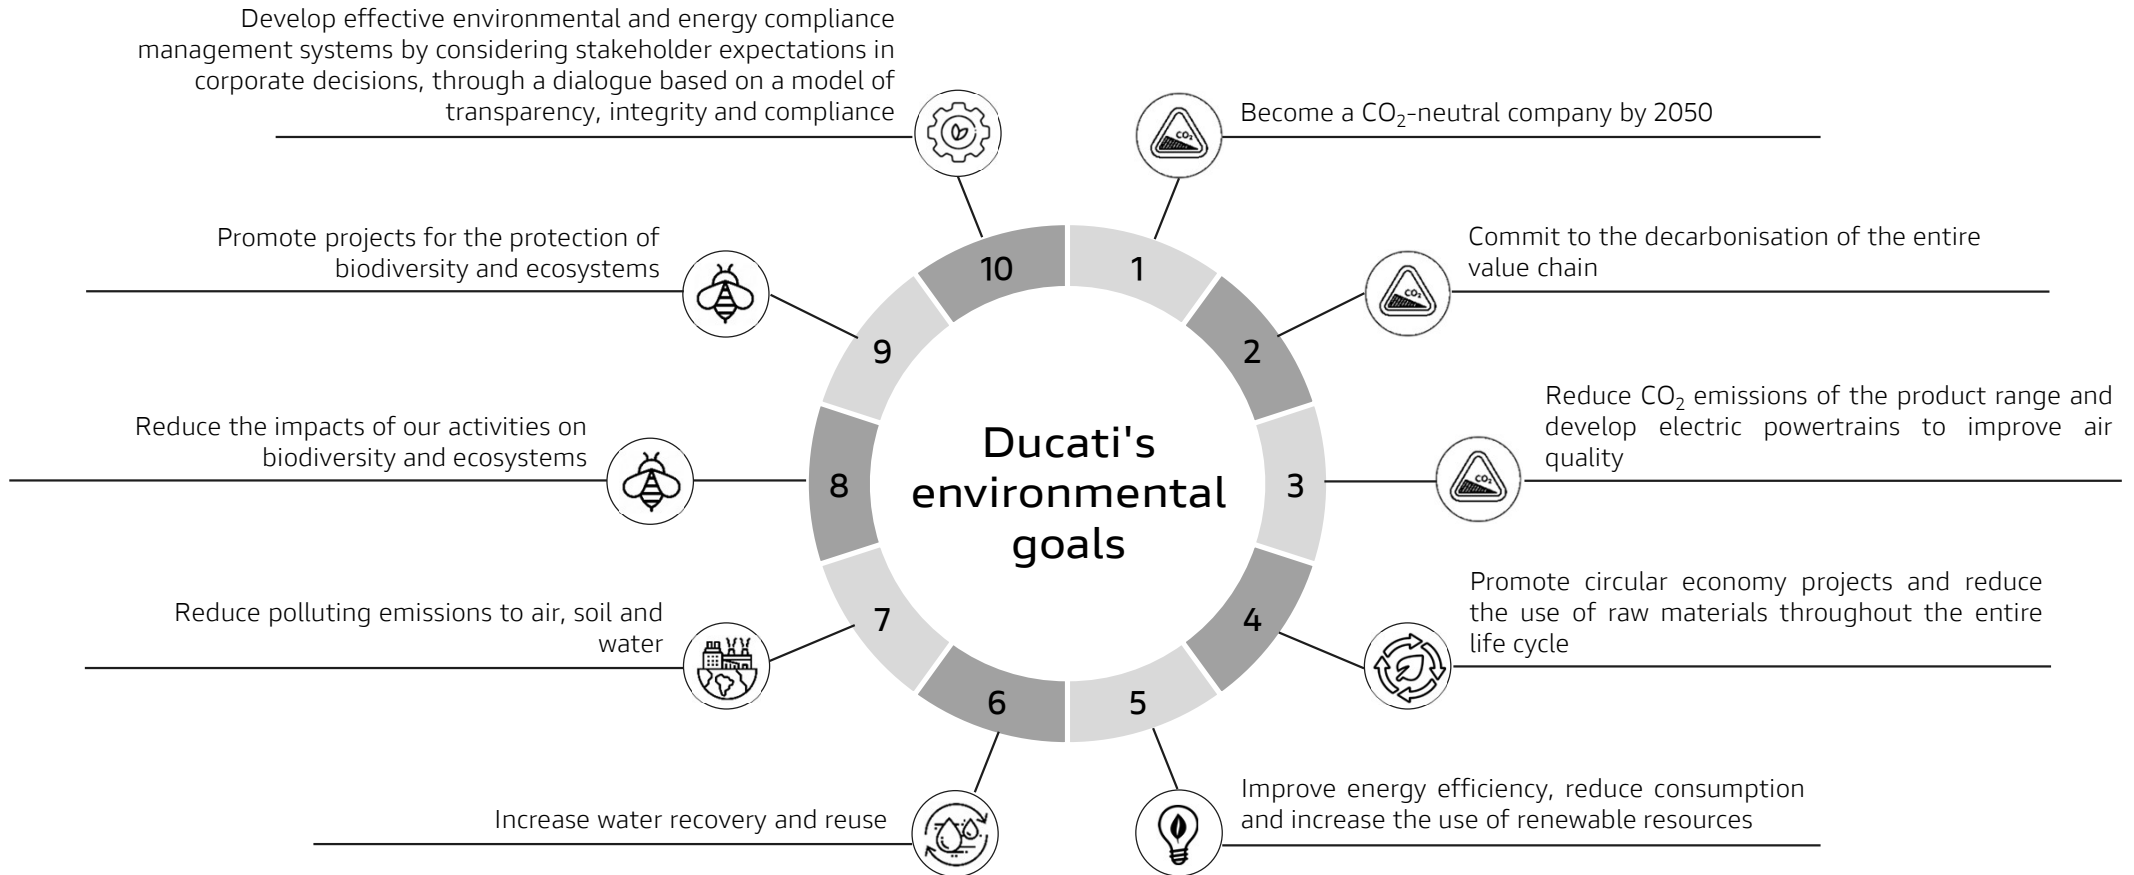 Ducati's
environmental
goals
1
Become a CO₂-neutral company by 2050
2
Commit to the decarbonisation of the entire
value chain
3
Reduce CO₂ emissions of the product range and
develop electric powertrains to improve air
quality
4
Promote circular economy projects and reduce
the use of raw materials throughout the entire
life cycle
5
Improve energy efficiency, reduce consumption
and increase the use of renewable resources
6
Increase water recovery and reuse
7
Reduce polluting emissions to air, soil and
water
8
Reduce the impacts of our activities on
biodiversity and ecosystems
9
Promote projects for the protection of
biodiversity and ecosystems
10
Develop effective environmental and energy compliance
management systems by considering stakeholder expectations in
corporate decisions, through a dialogue based on a model of
transparency, integrity and compliance
CO₂
CO₂
CO₂